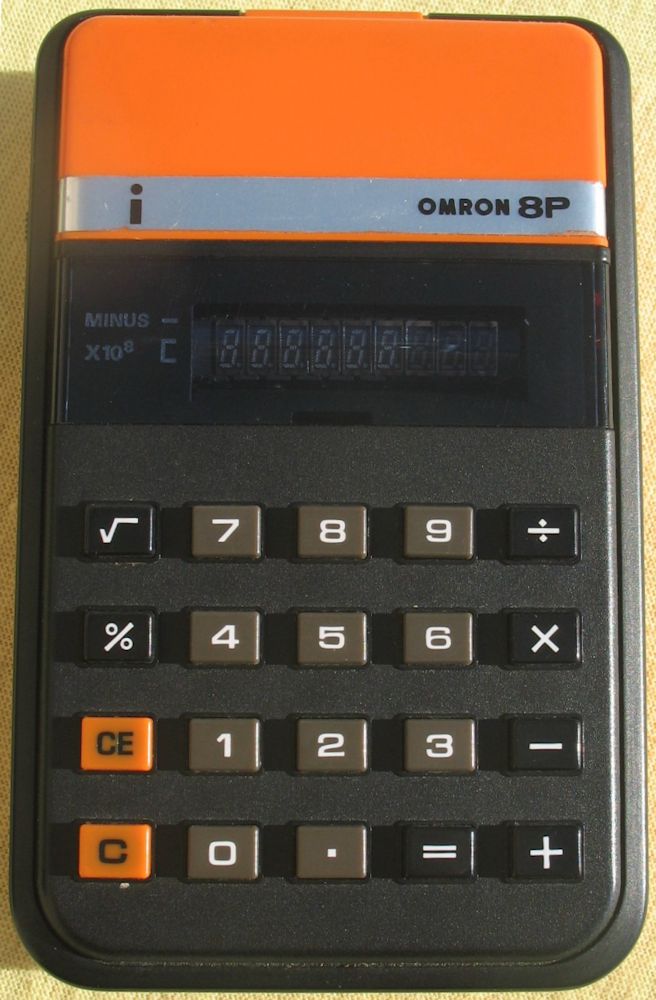 i OMRON 8P
MINUS –
X10⁸ [
√ 7 8 9 ÷
% 4 5 6 ×
CE 1 2 3 −
C 0 . = +